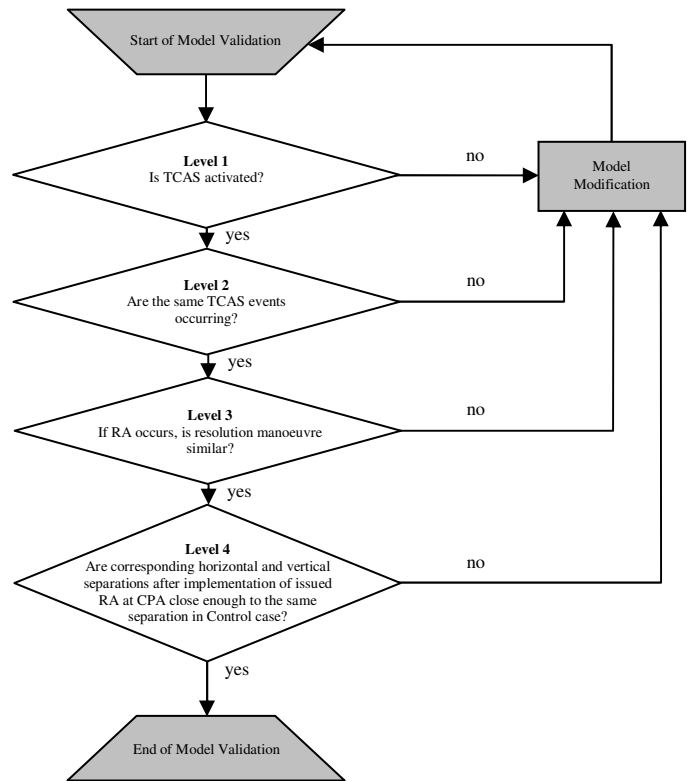 Start of Model Validation
Level 1
Is TCAS activated?
no
Model
Modification
yes
Level 2
Are the same TCAS events
occurring?
no
yes
Level 3
If RA occurs, is resolution manoeuvre
similar?
no
yes
Level 4
Are corresponding horizontal and vertical
separations after implementation of issued
RA at CPA close enough to the same
separation in Control case?
no
yes
End of Model Validation